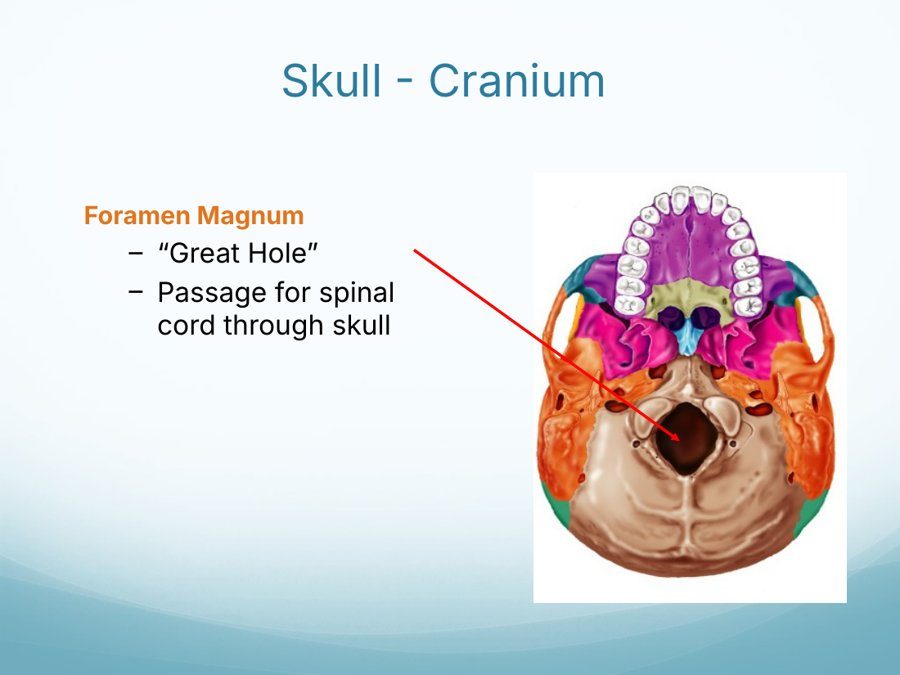 Skull - Cranium
Foramen Magnum
– “Great Hole”
– Passage for spinal
cord through skull